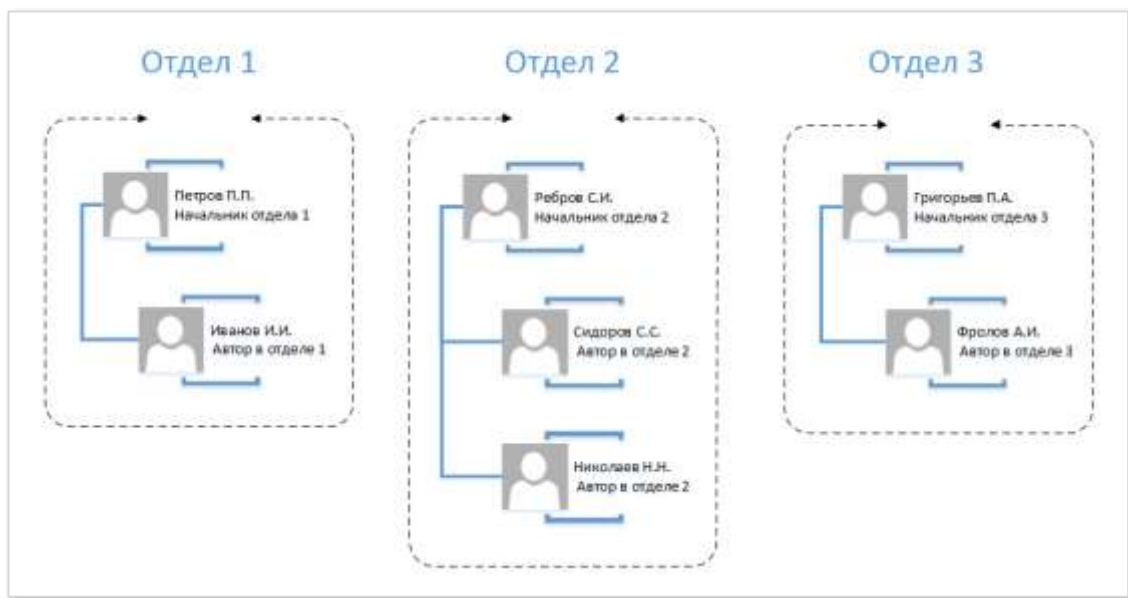 Отдел 1
Петров П.П.
Начальник отдела 1
Иванов И.И.
Автор в отделе 1
Отдел 2
Ребров С.И.
Начальник отдела 2
Сидоров С.С.
Автор в отделе 2
Николаев Н.Н.
Автор в отделе 2
Отдел 3
Григорьев П.А.
Начальник отдела 3
Фролов А.И.
Автор в отделе 3